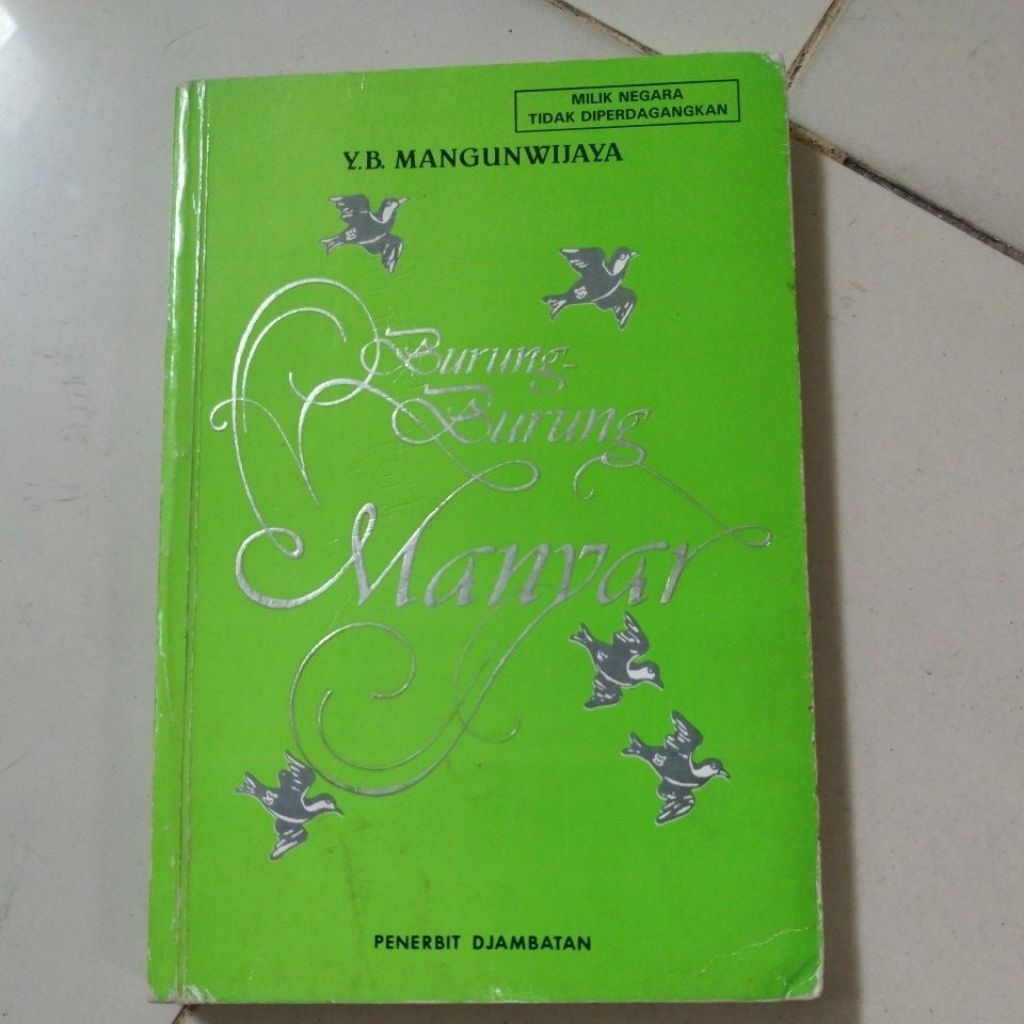 MILIK NEGARA
TIDAK DIPERDAGANGKAN
Y.B. MANGUNWIJAYA
Burung-
Burung
Manyar
PENERBIT DJAMBATAN